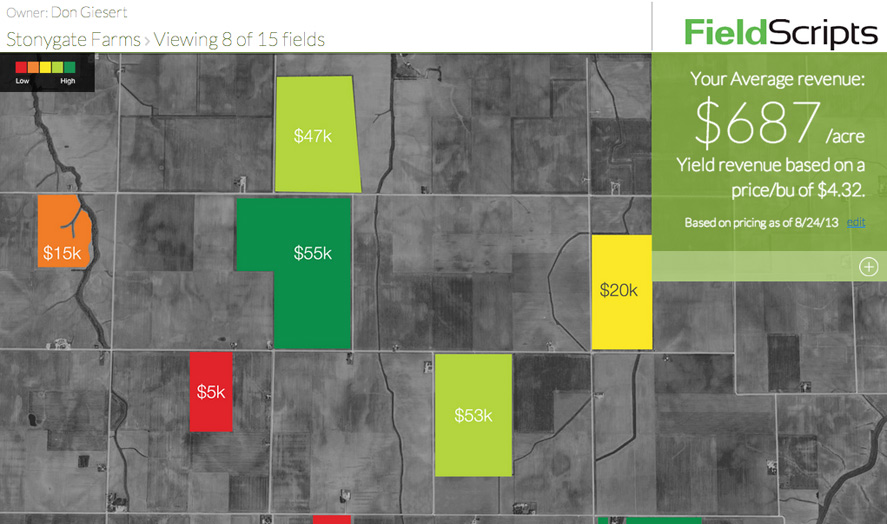 Owner: Don Giesert
Stonygate Farms › Viewing 8 of 15 fields
FieldScripts
Low High
Your Average revenue:
$687 /acre
Yield revenue based on a
price/bu of $4.32.
Based on pricing as of 8/24/13 edit
$47k
$15k
$55k
$20k
$5k
$53k